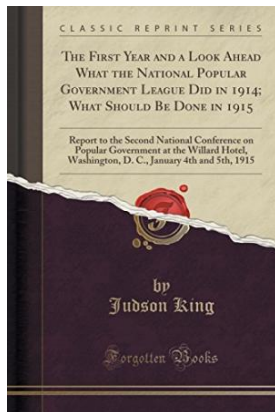 CLASSIC REPRINT SERIES
THE FIRST YEAR AND A LOOK AHEAD
WHAT THE NATIONAL POPULAR
GOVERNMENT LEAGUE DID IN 1914;
WHAT SHOULD BE DONE IN 1915
Report to the Second National Conference on
Popular Government at the Willard Hotel,
Washington, D. C., January 4th and 5th, 1915
by
Judson King
Forgotten Books